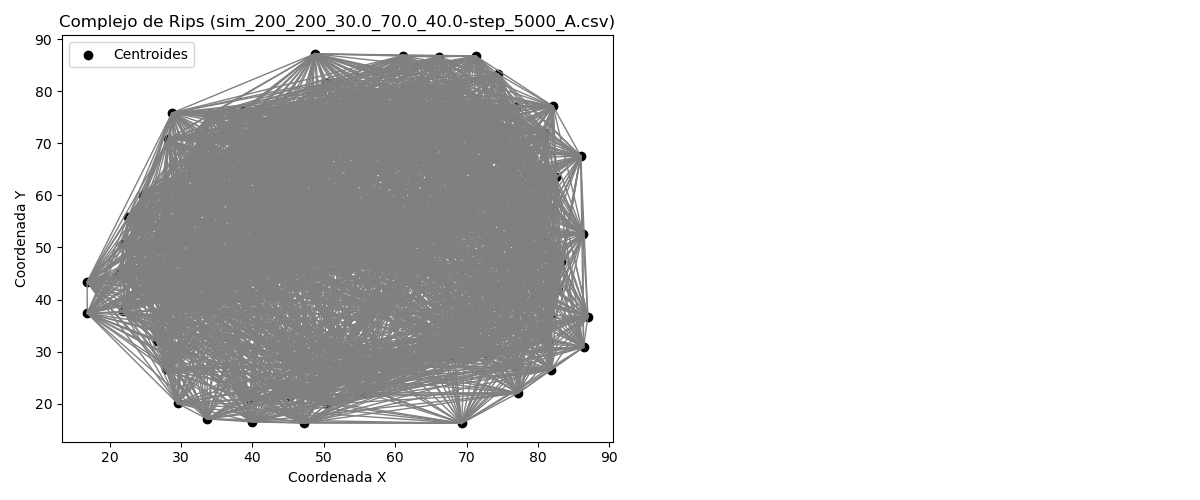 Complejo de Rips (sim_200_200_30.0_70.0_40.0-step_5000_A.csv)
Centroides
90
80
70
60
50
40
30
20
Coordenada Y
20 30 40 50 60 70 80 90
Coordenada X